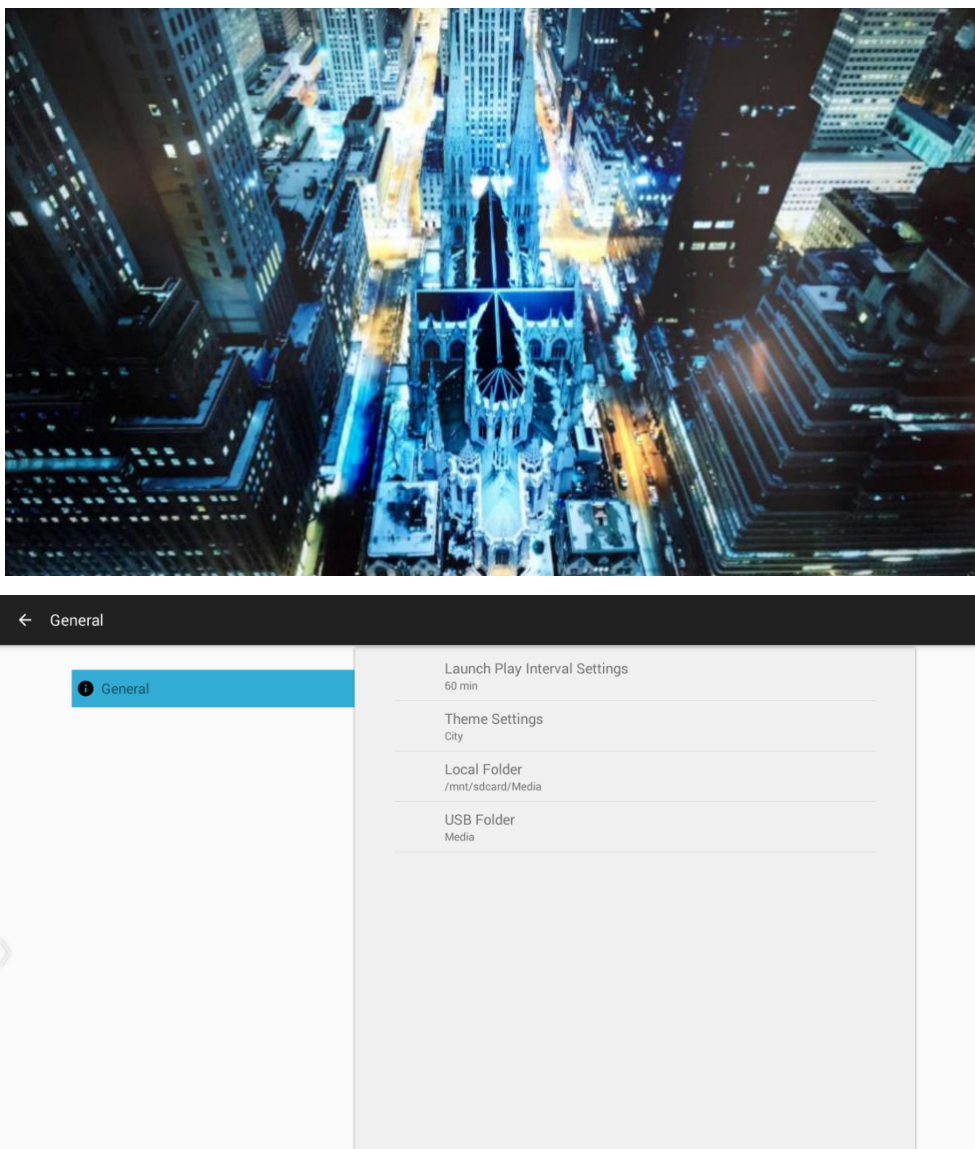 General
General
Launch Play Interval Settings
60 min
Theme Settings
City
Local Folder
/mnt/sdcard/Media
USB Folder
Media